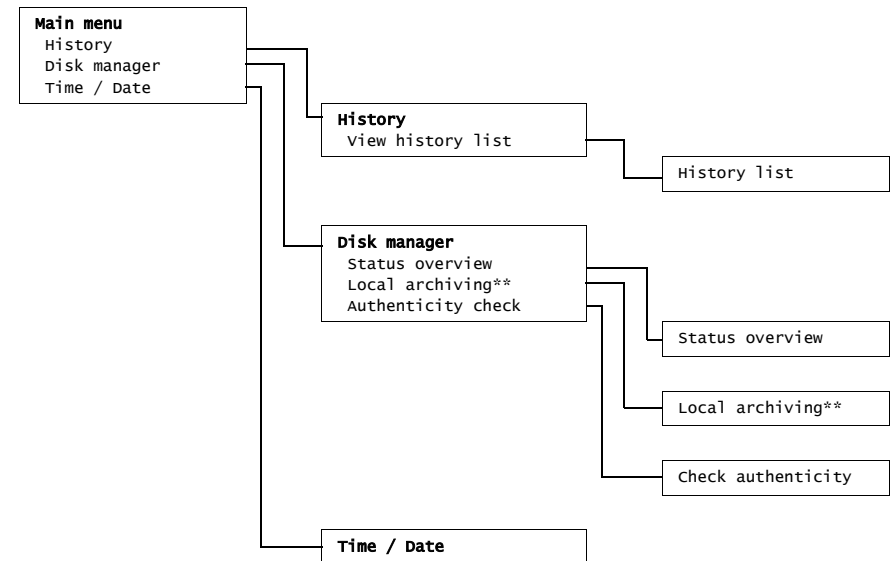 Main menu
History
Disk manager
Time / Date
History
View history list
History list
Disk manager
Status overview
Local archiving**
Authenticity check
Status overview
Local archiving**
Check authenticity
Time / Date